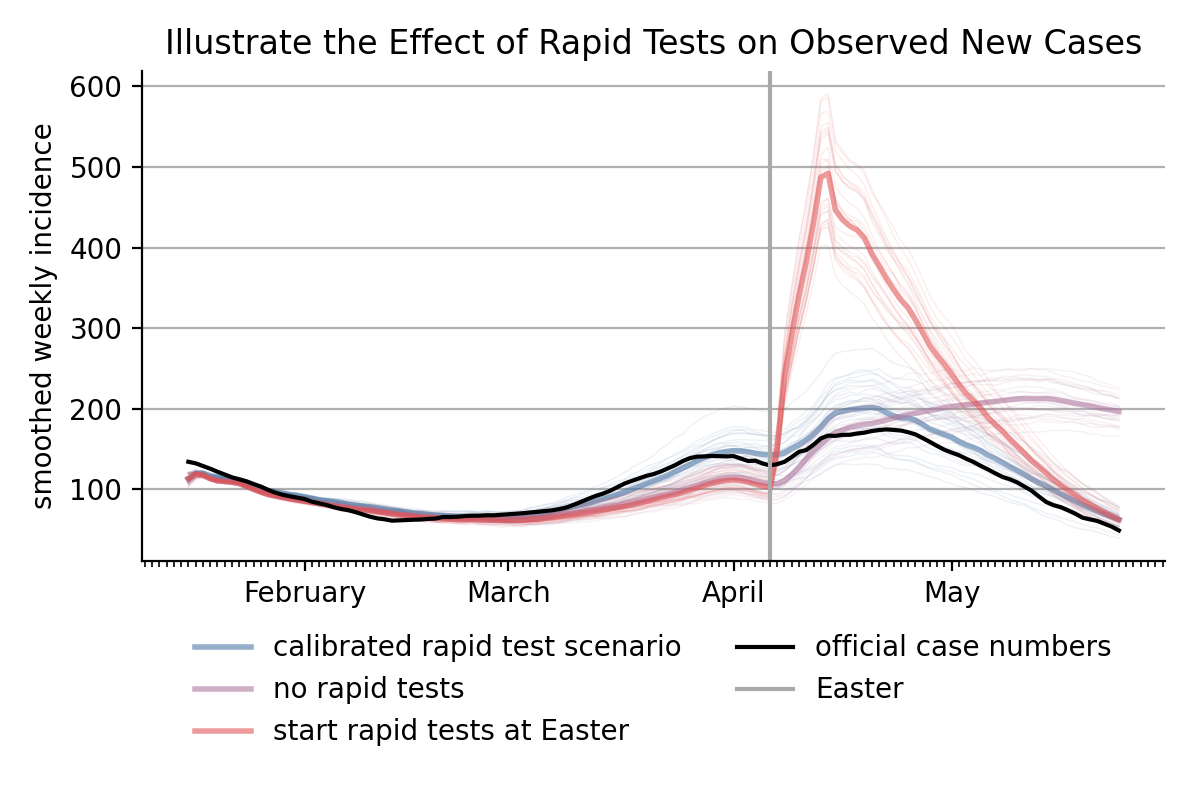 Illustrate the Effect of Rapid Tests on Observed New Cases
smoothed weekly incidence
600
500
400
300
200
100
February March April May
calibrated rapid test scenario
no rapid tests
start rapid tests at Easter
official case numbers
Easter